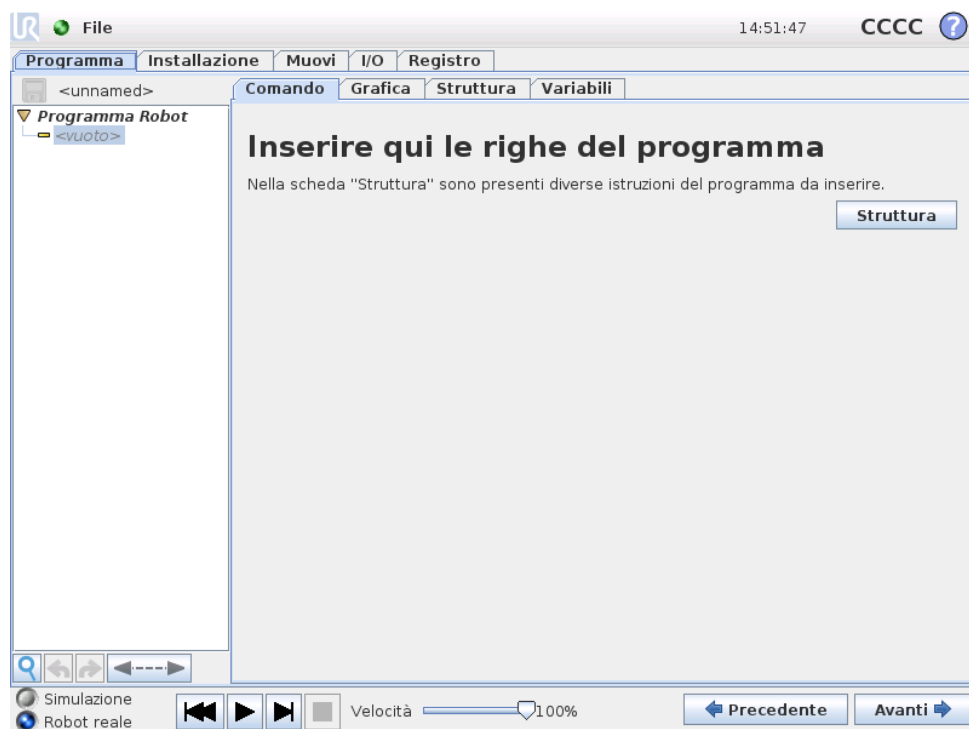 UR File 14:51:47 CCCC ?
Programma Installazione Muovi I/O Registro
<unnamed> Comando Grafica Struttura Variabili
Programma Robot
<vuoto>
Inserire qui le righe del programma
Nella scheda "Struttura" sono presenti diverse istruzioni del programma da inserire.
Struttura
Simulazione
Robot reale
Velocità 100%
Precedente Avanti